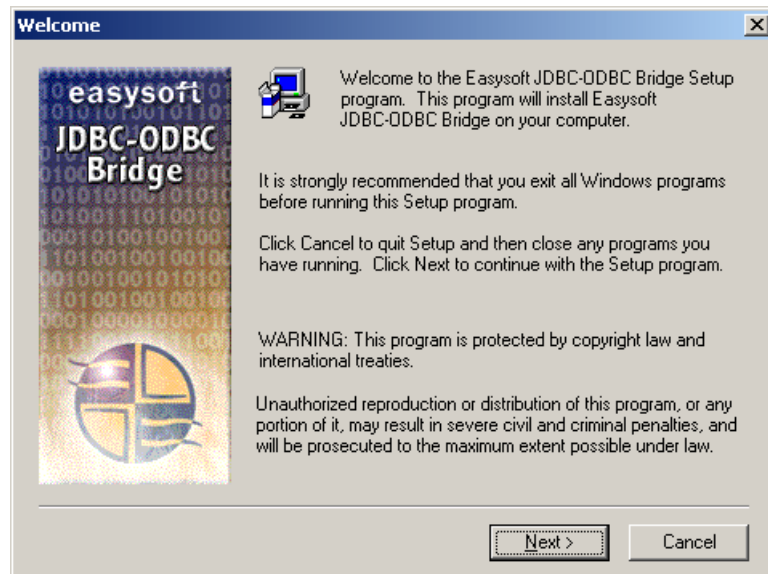 Welcome
easysoft
JDBC-ODBC
Bridge
Welcome to the Easysoft JDBC-ODBC Bridge Setup
program. This program will install Easysoft
JDBC-ODBC Bridge on your computer.
It is strongly recommended that you exit all Windows programs
before running this Setup program.
Click Cancel to quit Setup and then close any programs you
have running. Click Next to continue with the Setup program.
WARNING: This program is protected by copyright law and
international treaties.
Unauthorized reproduction or distribution of this program, or any
portion of it, may result in severe civil and criminal penalties, and
will be prosecuted to the maximum extent possible under law.
Next >
Cancel